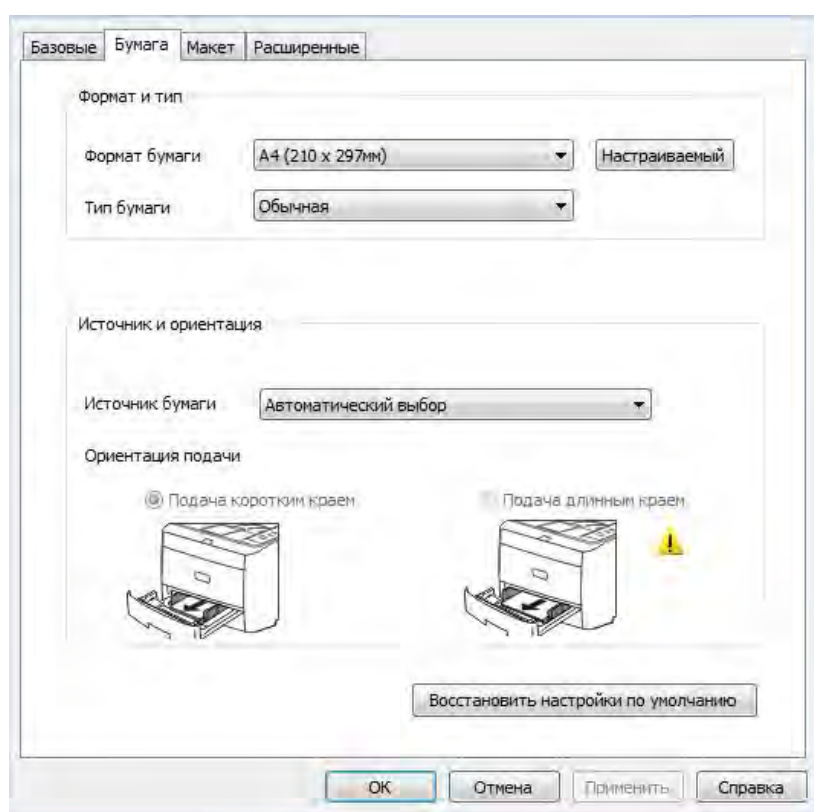 Базовые Бумага Макет Расширенные
Формат и тип
Формат бумаги A4 (210 x 297мм) Настраиваемый
Тип бумаги Обычная
Источник и ориентация
Источник бумаги Автоматический выбор
Ориентация подачи
Подача коротким краем Подача длинным краем
Восстановить настройки по умолчанию
ОК Отмена Применить Справка